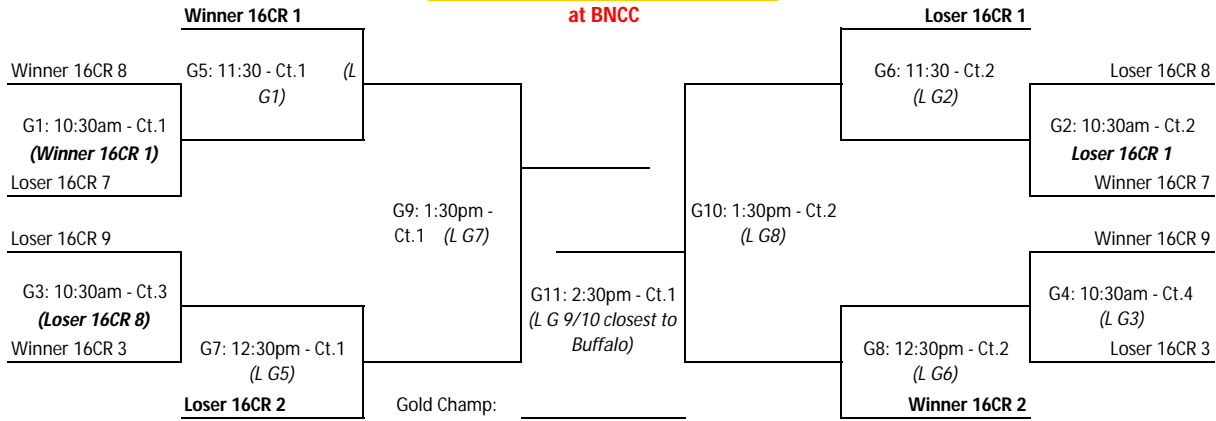 Winner 16CR 1
at BNCC
Loser 16CR 1
Winner 16CR 8
G5: 11:30 - Ct.1 (L
G1)
G6: 11:30 - Ct.2
(L G2)
Loser 16CR 8
G1: 10:30am - Ct.1
(Winner 16CR 1)
G2: 10:30am - Ct.2
Loser 16CR 1
Loser 16CR 7
Winner 16CR 7
G9: 1:30pm -
Ct.1 (L G7)
G10: 1:30pm - Ct.2
(L G8)
Loser 16CR 9
Winner 16CR 9
G3: 10:30am - Ct.3
(Loser 16CR 8)
G11: 2:30pm - Ct.1
(L G 9/10 closest to
Buffalo)
G4: 10:30am - Ct.4
(L G3)
Winner 16CR 3
G7: 12:30pm - Ct.1
(L G5)
G8: 12:30pm - Ct.2
(L G6)
Loser 16CR 3
Loser 16CR 2
Gold Champ:
Winner 16CR 2